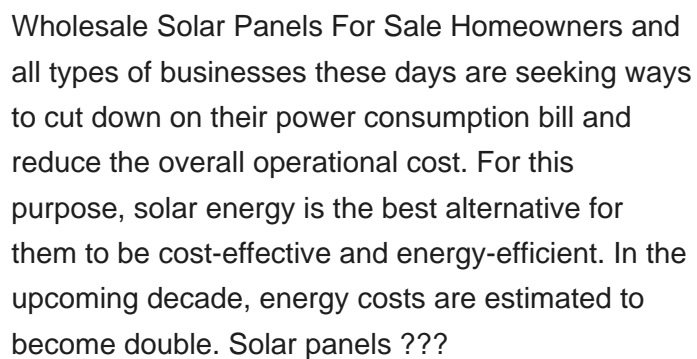 Wholesale Solar Panels For Sale Homeowners and
all types of businesses these days are seeking ways
to cut down on their power consumption bill and
reduce the overall operational cost. For this
purpose, solar energy is the best alternative for
them to be cost-effective and energy-efficient. In the
upcoming decade, energy costs are estimated to
become double. Solar panels ???